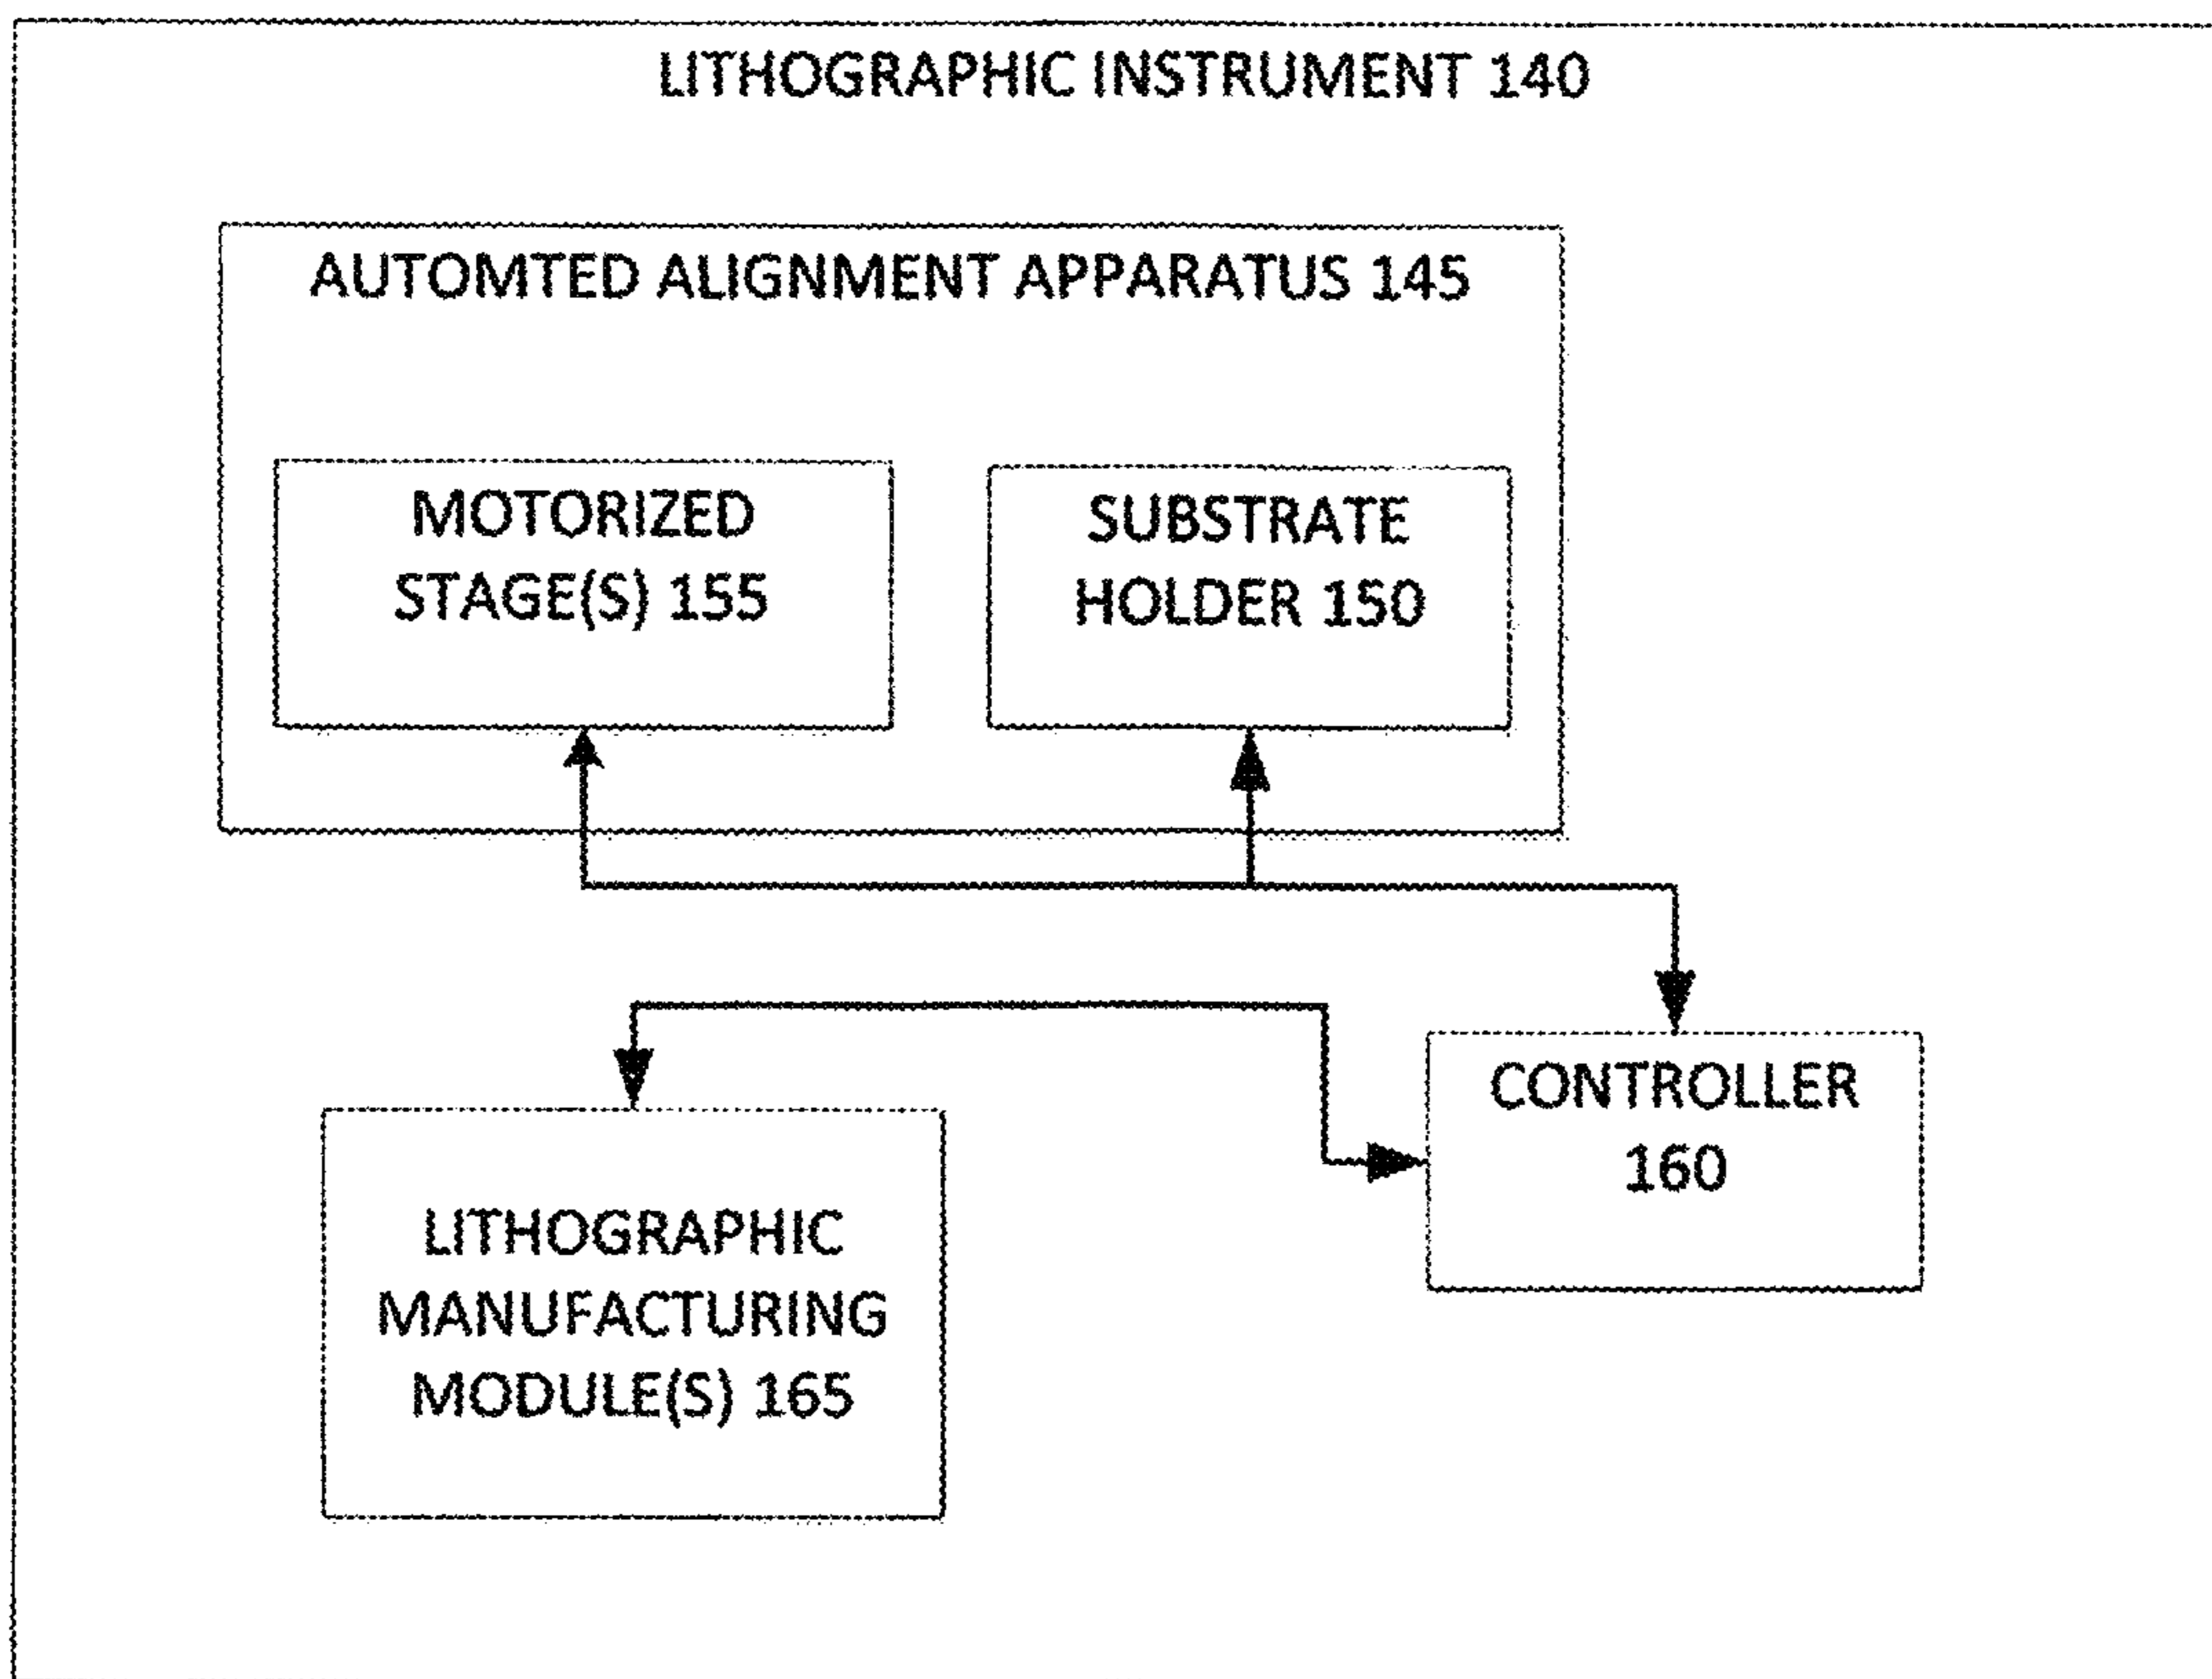 LITHOGRAPHIC INSTRUMENT 140
AUTOMTED ALIGNMENT APPARATUS 145
MOTORIZED
STAGE(S) 155
SUBSTRATE
HOLDER 150
CONTROLLER
160
LITHOGRAPHIC
MANUFACTURING
MODULE(S) 165